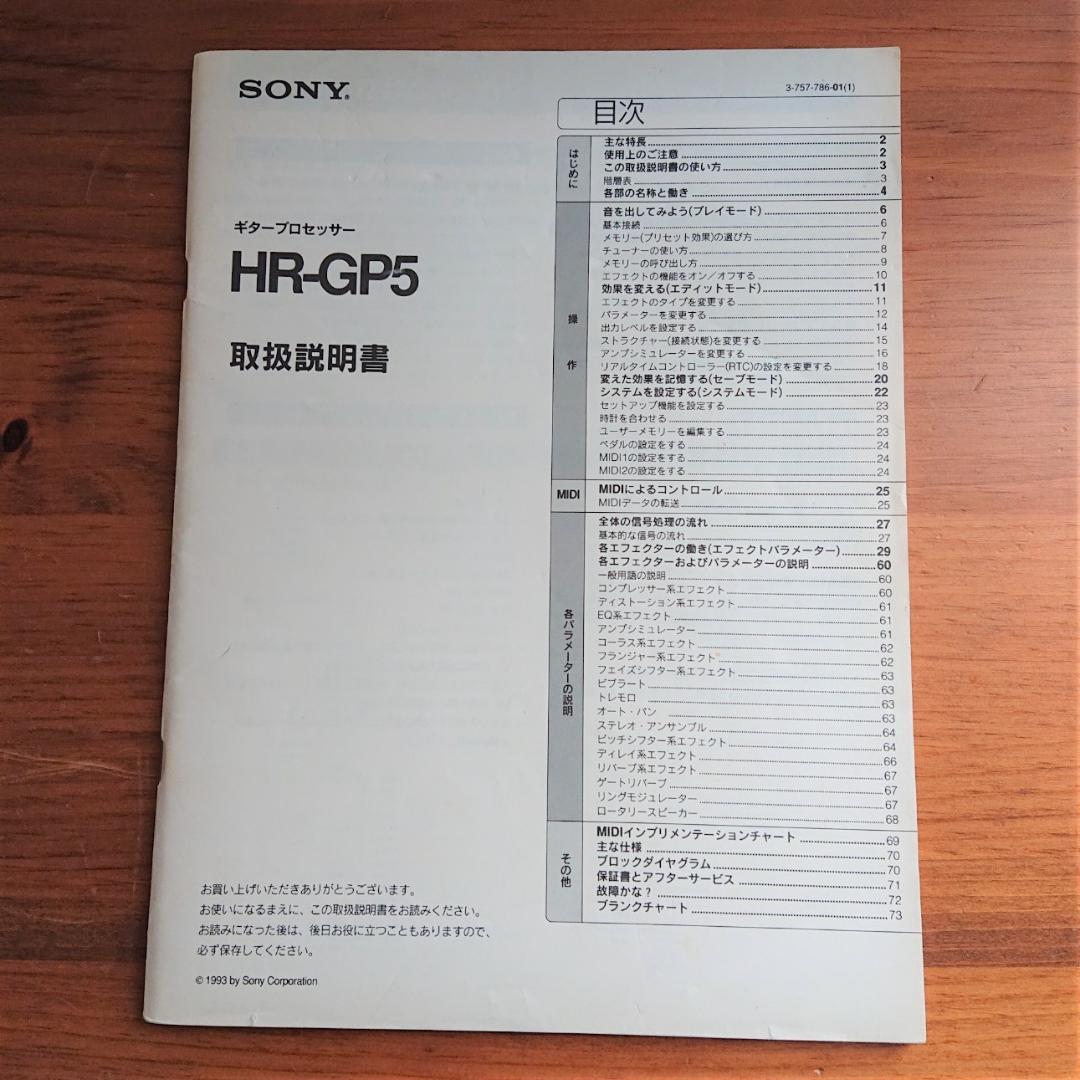 SONY®
ギタープロセッサー
HR-GP5
取扱説明書
お買い上げいただきありがとうございます。
お使いになるまえに、この取扱説明書をお読みください。
お読みになった後は、後日お役に立つこともありますので、
必ず保存してください。
© 1993 by Sony Corporation
3-757-786-01(1)
目次
はじめに
主な特長 2
使用上のご注意 2
この取扱説明書の使い方 3
階層表 3
各部の名称と働き 4
操作
音を出してみよう(プレイモード) 6
基本接続 6
メモリー(プリセット効果)の選び方 7
チューナーの使い方 8
メモリーの呼び出し方 9
エフェクトの機能をオン/オフする 10
効果を変える(エディットモード) 11
エフェクトのタイプを変更する 11
パラメーターを変更する 12
出力レベルを設定する 14
ストラクチャー(接続状態)を変更する 15
アンプシミュレーターを変更する 16
リアルタイムコントローラー(RTC)の設定を変更する 18
変えた効果を記憶する(セーブモード) 20
システムを設定する(システムモード) 22
セットアップ機能を設定する 23
時計を合わせる 23
ユーザーメモリーを編集する 23
ペダルの設定をする 24
MIDI1の設定をする 24
MIDI2の設定をする 24
MIDI
MIDIによるコントロール 25
MIDIデータの転送 25
各パラメーターの説明
全体の信号処理の流れ 27
基本的な信号の流れ 27
各エフェクターの働き(エフェクトパラメーター) 29
各エフェクターおよびパラメーターの説明 60
一般用語の説明 60
コンプレッサー系エフェクト 60
ディストーション系エフェクト 61
EQ系エフェクト 61
アンプシミュレーター 61
コーラス系エフェクト 62
フランジャー系エフェクト 62
フェイズシフター系エフェクト 63
ビブラート 63
トレモロ 63
オート・パン 63
ステレオ・アンサンブル 64
ピッチシフター系エフェクト 64
ディレイ系エフェクト 66
リバーブ系エフェクト 67
ゲートリバーブ 67
リングモジュレーター 67
ロータリースピーカー 68
その他
MIDIインプリメンテーションチャート 69
主な仕様 70
ブロックダイヤグラム 70
保証書とアフターサービス 71
故障かな? 72
ブランクチャート 73